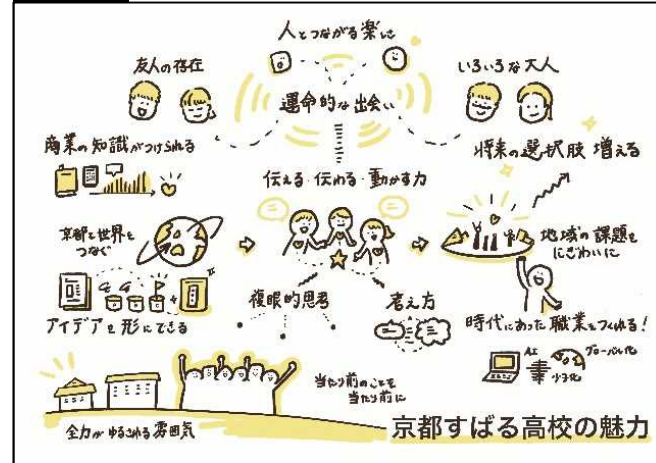 人とつながる楽しさ
友人の存在
いろいろな大人
運命的な出会い
商業の知識がつけられる
将来の選択肢 増える
伝える・伝わる・動かす力
京都と世界を
つなぐ
地域の課題を
にぎわいに
アイデアを形にできる
複眼的思考
考え方
時代にあった職業をつくれる!
AI
グローバル化
少子化
当たり前のことを
当たり前に
全力がゆるされる雰囲気
京都すばる高校の魅力